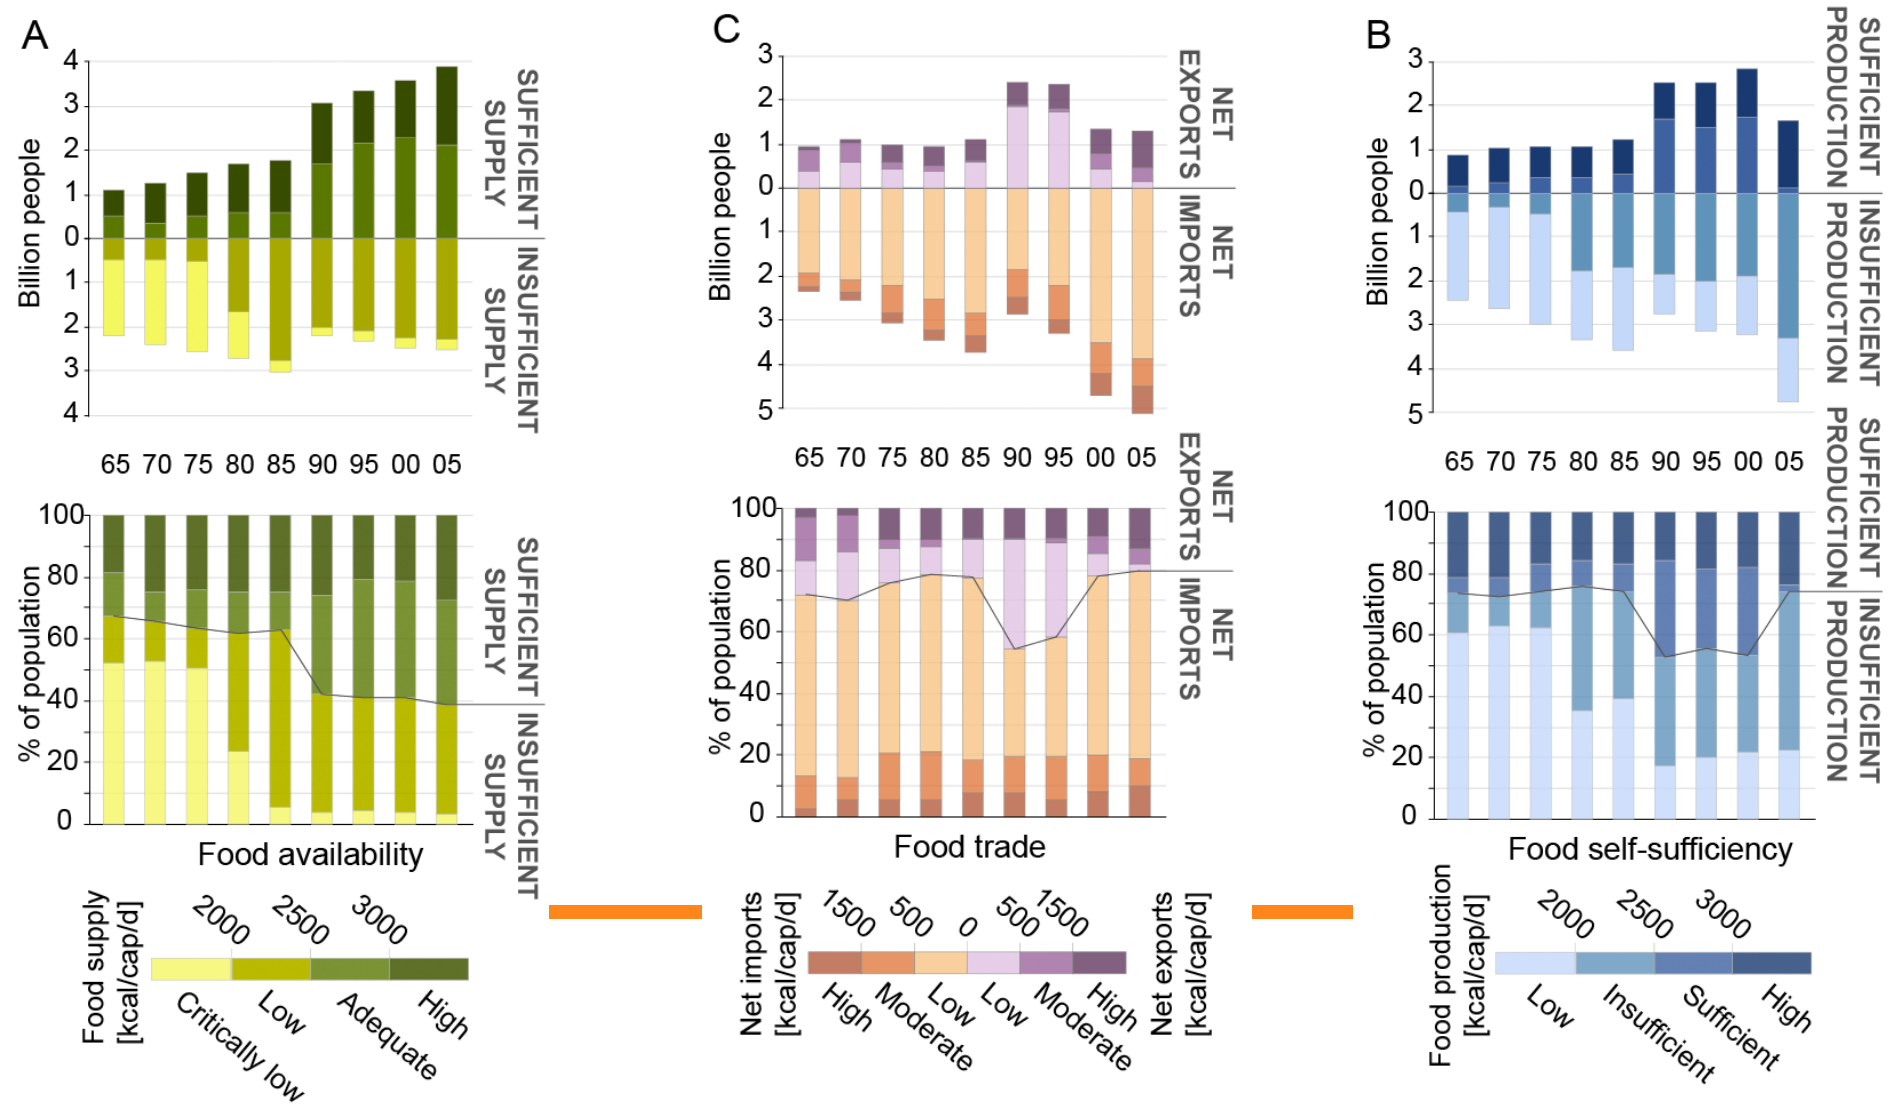 A
4
3
2
1
0
1
2
3
4
Billion people
SUFFICIENT
SUPPLY
INSUFFICIENT
SUPPLY
65 70 75 80 85 90 95 00 05
100
80
60
40
20
0
% of population
SUFFICIENT
SUPPLY
INSUFFICIENT
SUPPLY
Food availability
Food supply
[kcal/cap/d]
2000 2500 3000
Critically low
Low
Adequate
High
C
3
2
1
0
1
2
3
4
5
Billion people
NET
EXPORTS
NET
IMPORTS
65 70 75 80 85 90 95 00 05
100
80
60
40
20
0
% of population
NET
EXPORTS
NET
IMPORTS
Food trade
Net imports
[kcal/cap/d]
1500 500 0 500 1500
High
Moderate
Low
Low
Moderate
High
Net exports
[kcal/cap/d]
B
3
2
1
0
1
2
3
4
5
Billion people
SUFFICIENT
PRODUCTION
INSUFFICIENT
PRODUCTION
65 70 75 80 85 90 95 00 05
100
80
60
40
20
0
% of population
SUFFICIENT
PRODUCTION
INSUFFICIENT
PRODUCTION
Food self-sufficiency
Food production
[kcal/cap/d]
2000 2500 3000
Low
Insufficient
Sufficient
High